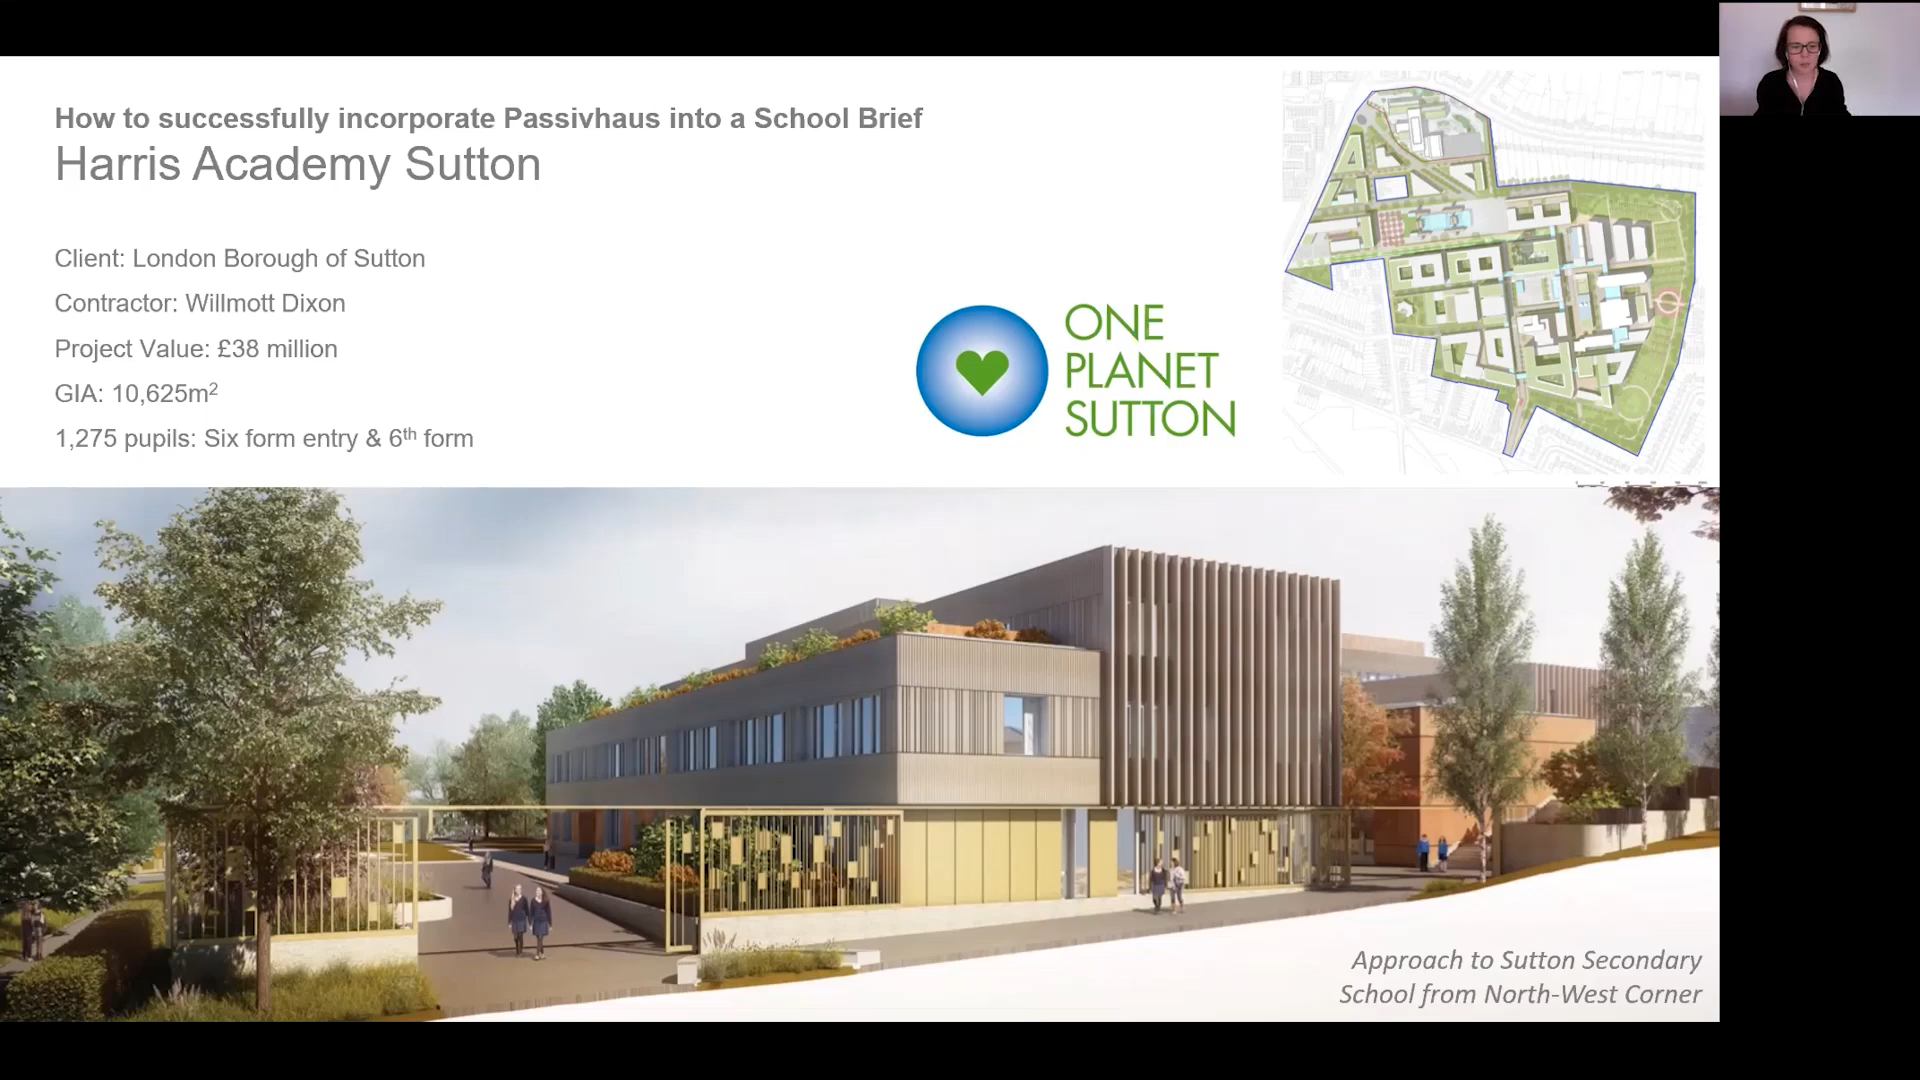 How to successfully incorporate Passivhaus into a School Brief
Harris Academy Sutton
Client: London Borough of Sutton
Contractor: Willmott Dixon
Project Value: £38 million
GIA: 10,625m²
1,275 pupils: Six form entry & 6th form
ONE
PLANET
SUTTON
Approach to Sutton Secondary
School from North-West Corner